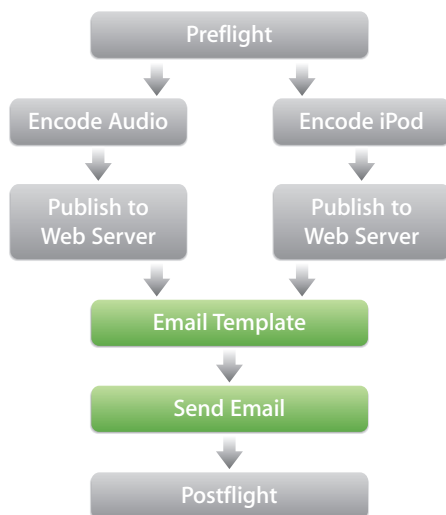 Preflight
Encode Audio
Encode iPod
Publish to
Web Server
Publish to
Web Server
Email Template
Send Email
Postflight